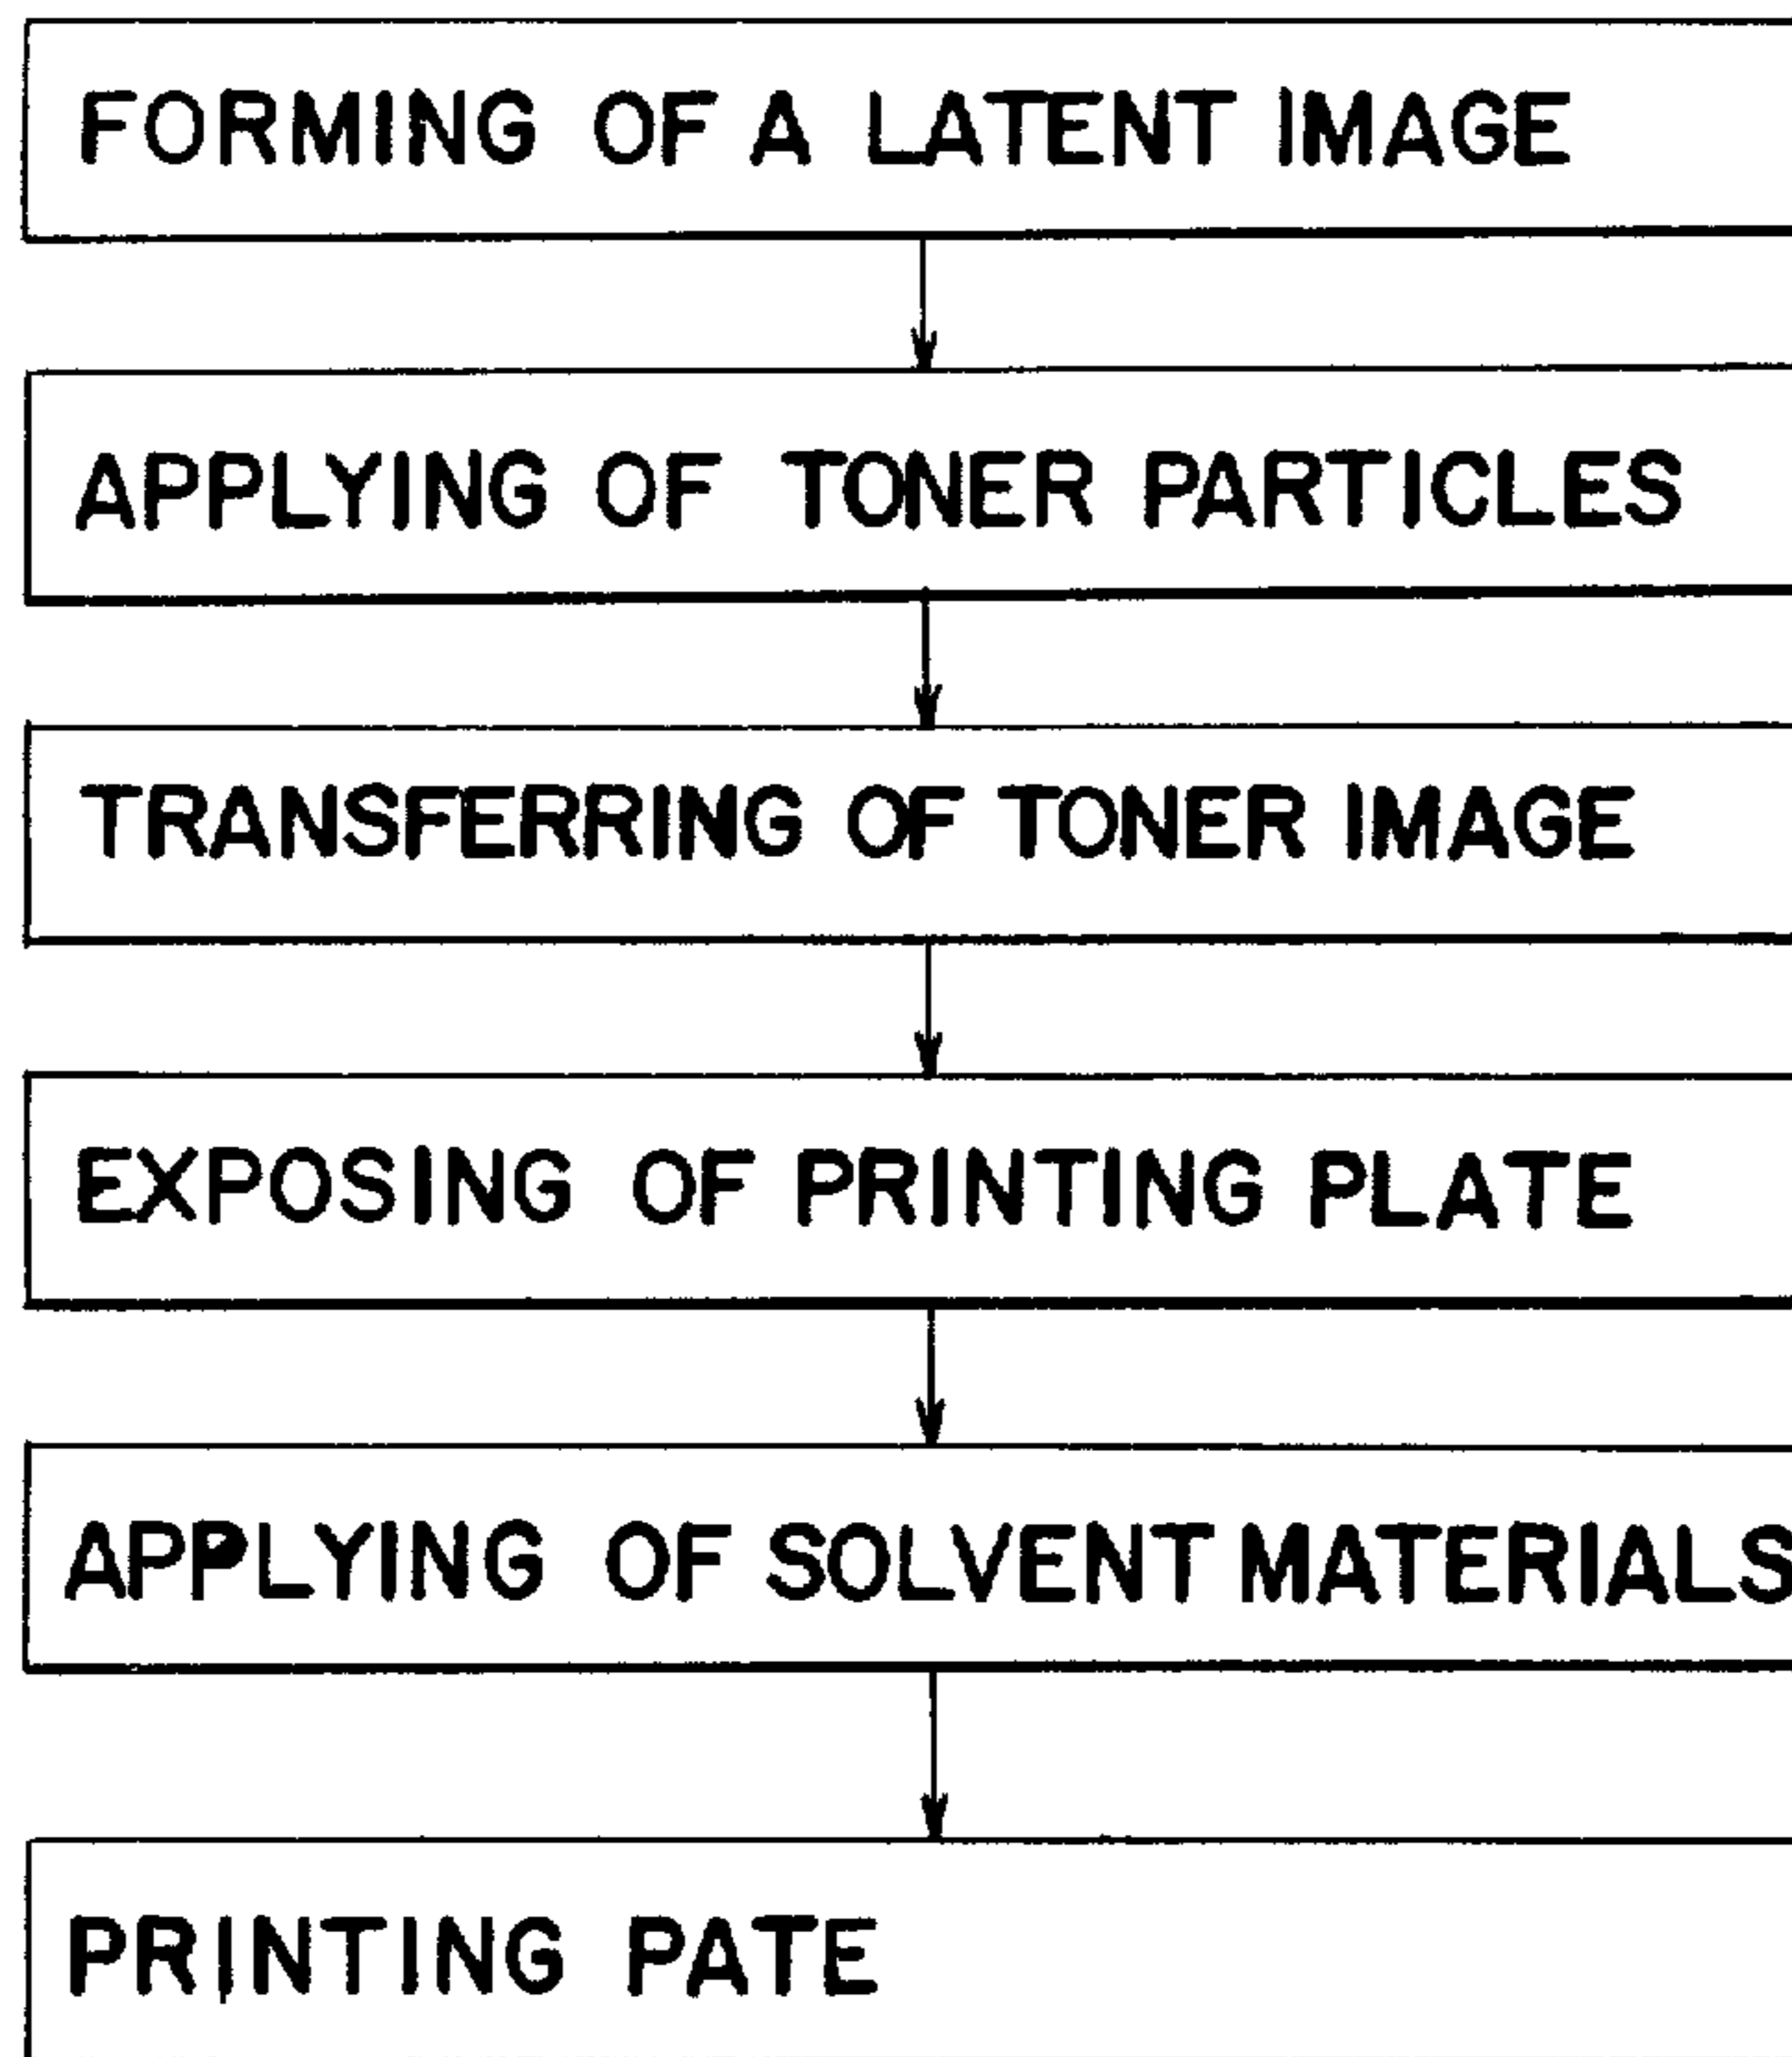 FORMING OF A LATENT IMAGE
APPLYING OF TONER PARTICLES
TRANSFERRING OF TONER IMAGE
EXPOSING OF PRINTING PLATE
APPLYING OF SOLVENT MATERIALS
PRINTING PATE